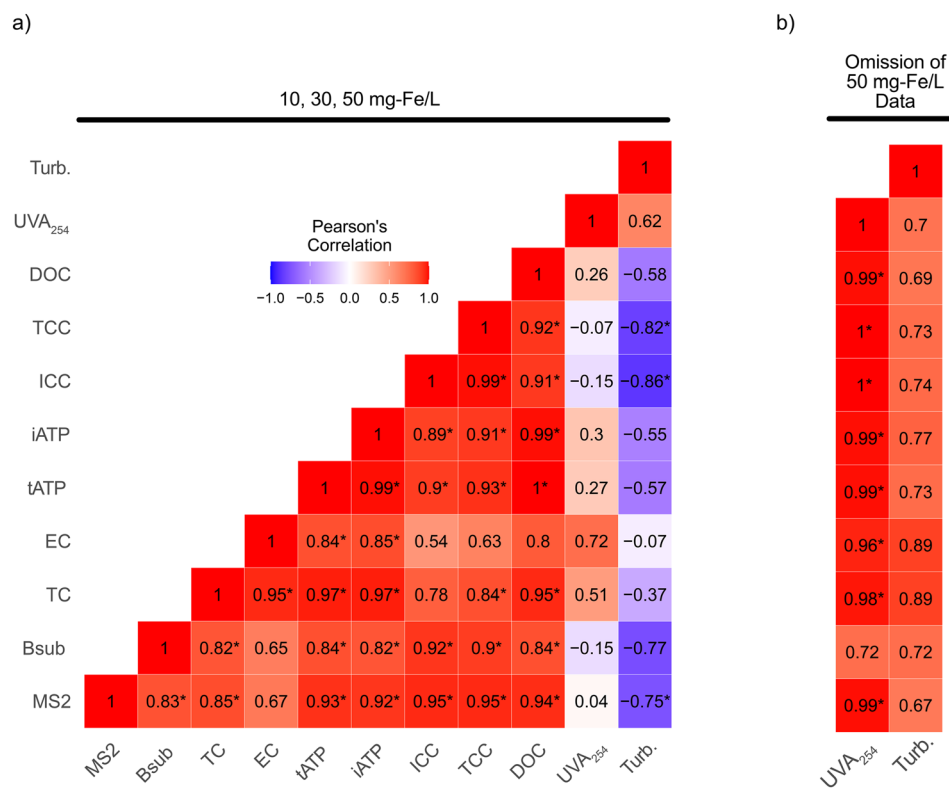 a)
b)
10, 30, 50 mg-Fe/L
Omission of
50 mg-Fe/L
Data
Pearson's
Correlation
−1.0 −0.5 0.0 0.5 1.0
Turb. 1 1
UVA254 1 0.62 1 0.7
DOC 1 0.26 −0.58 0.99* 0.69
TCC 1 0.92* −0.07 −0.82* 1* 0.73
ICC 1 0.99* 0.91* −0.15 −0.86* 1* 0.74
iATP 1 0.89* 0.91* 0.99* 0.3 −0.55 0.99* 0.77
tATP 1 0.99* 0.9* 0.93* 1* 0.27 −0.57 0.99* 0.73
EC 1 0.84* 0.85* 0.54 0.63 0.8 0.72 −0.07 0.96* 0.89
TC 1 0.95* 0.97* 0.97* 0.78 0.84* 0.95* 0.51 −0.37 0.98* 0.89
Bsub 1 0.82* 0.65 0.84* 0.82* 0.92* 0.9* 0.84* −0.15 −0.77 0.72 0.72
MS2 1 0.83* 0.85* 0.67 0.93* 0.92* 0.95* 0.95* 0.94* 0.04 −0.75* 0.99* 0.67
MS2 Bsub TC EC tATP iATP ICC TCC DOC UVA254 Turb. UVA254 Turb.